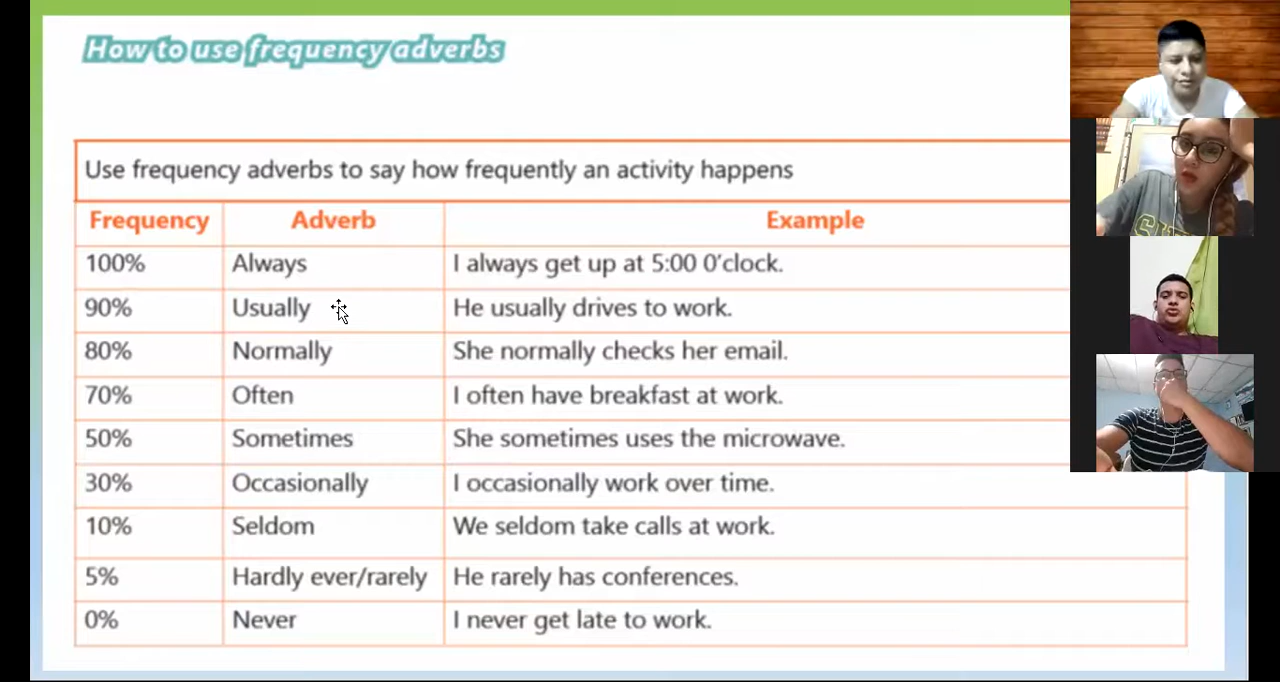 How to use frequency adverbs
Use frequency adverbs to say how frequently an activity happens
Frequency Adverb Example
100% Always I always get up at 5:00 0'clock.
90% Usually He usually drives to work.
80% Normally She normally checks her email.
70% Often I often have breakfast at work.
50% Sometimes She sometimes uses the microwave.
30% Occasionally I occasionally work over time.
10% Seldom We seldom take calls at work.
5% Hardly ever/rarely He rarely has conferences.
0% Never I never get late to work.